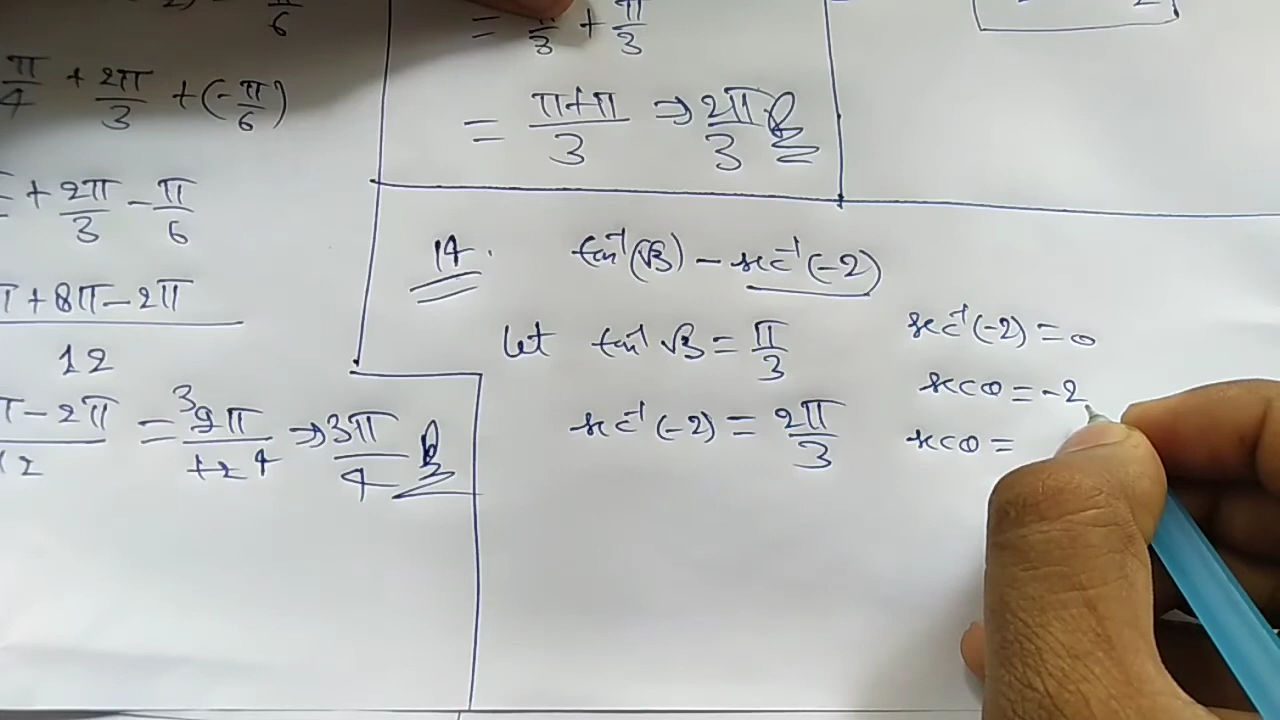 π/6
π/4 + 2π/3 + (-π/6)
+ 2π/3 - π/6
π + 8π - 2π
12
π - 2π = 9π/12 ⇒ 3π/4
= π/3 + π/3
= π+π/3 ⇒ 2π/3
14. tan⁻¹(√3) - sec⁻¹(-2)
let tan⁻¹ √3 = π/3
sec⁻¹(-2) = 2π/3
sec⁻¹(-2) = θ
secθ = -2
secθ =